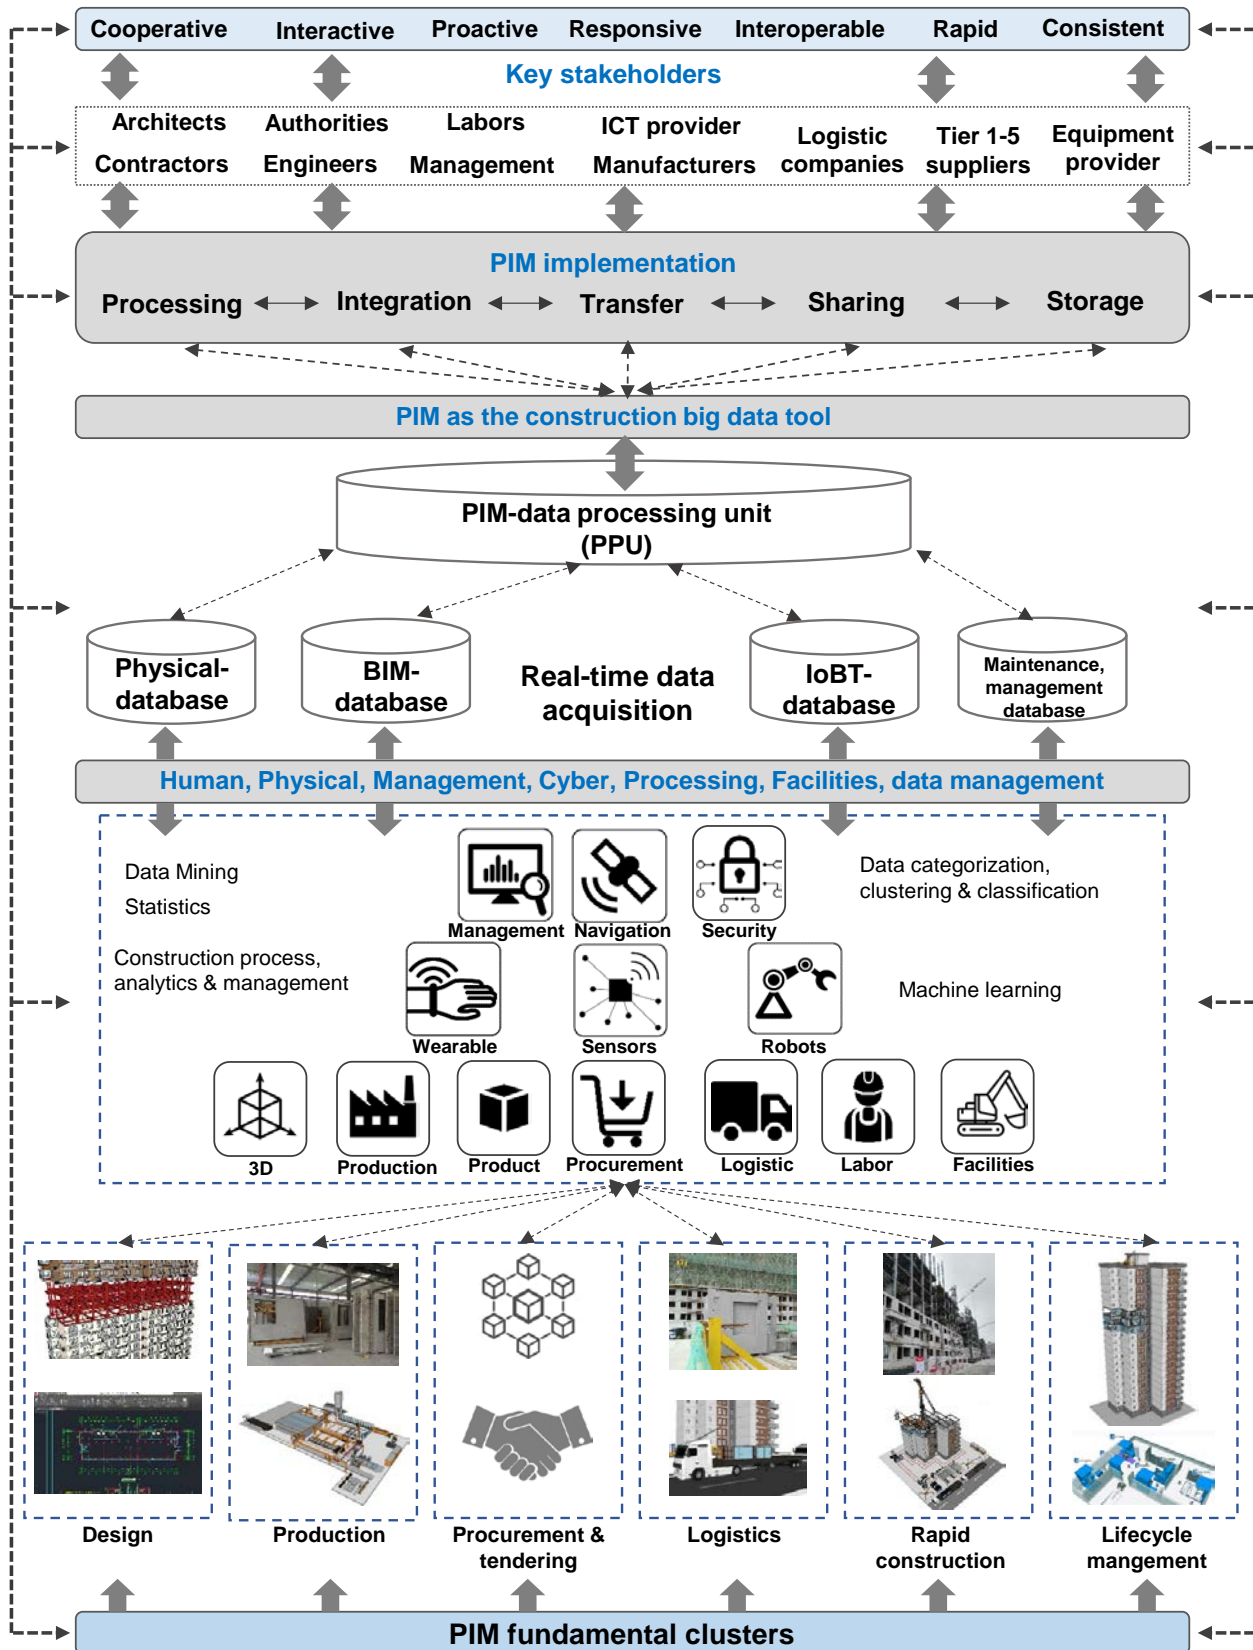 Cooperative Interactive Proactive Responsive Interoperable Rapid Consistent
Key stakeholders
Architects Authorities Labors ICT provider Logistic Tier 1-5 Equipment
Contractors Engineers Management Manufacturers companies suppliers provider
PIM implementation
Processing Integration Transfer Sharing Storage
PIM as the construction big data tool
PIM-data processing unit
(PPU)
Physical-
database
BIM-
database
Real-time data
acquisition
IoBT-
database
Maintenance,
management
database
Human, Physical, Management, Cyber, Processing, Facilities, data management
Data Mining
Statistics
Construction process,
analytics & management
Data categorization,
clustering & classification
Machine learning
Management Navigation Security
Wearable Sensors Robots
3D Production Product Procurement Logistic Labor Facilities
Design
Production
Procurement &
tendering
Logistics
Rapid
construction
Lifecycle
mangement
PIM fundamental clusters